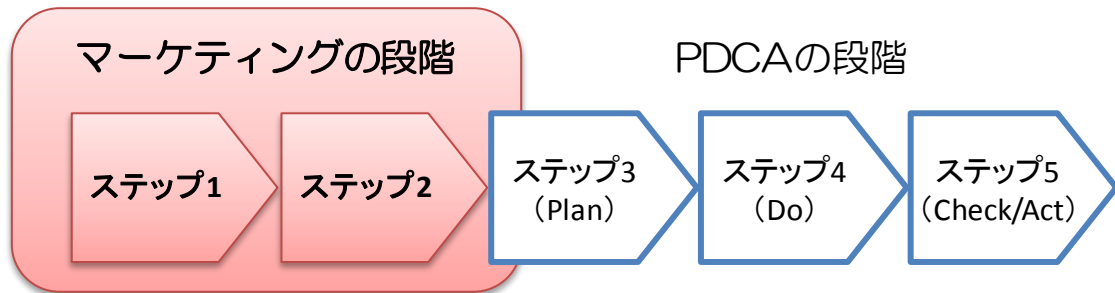 マーケティングの段階
PDCAの段階
ステップ1
ステップ2
ステップ3
（Plan）
ステップ4
（Do）
ステップ5
（Check/Act）